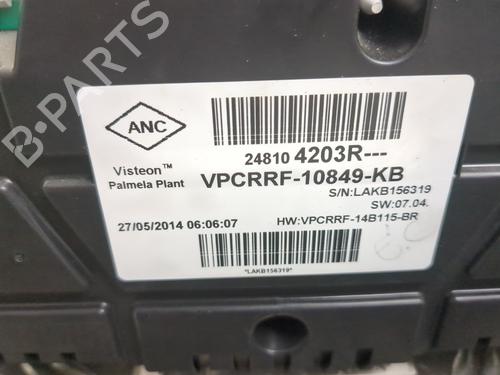 B-PARTS
ANC
Visteon™
Palmela Plant
24810 4203R---
VPCRRF-10849-KB
S/N:LAKB156319
SW:07.04.
27/05/2014 06:06:07
HW:VPCRRF-14B115-BR
*LAKB156319*